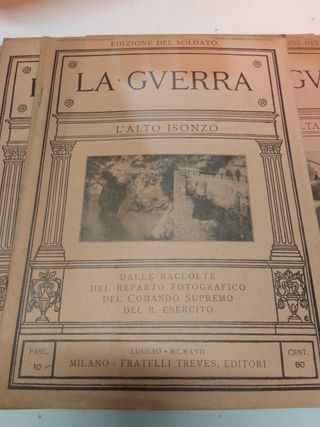 EDIZIONE DEL SOLDATO
LA·GVERRA
L'ALTO ISONZO
DALLE RACCOLTE
DEL REPARTO FOTOGRAFICO
DEL COMANDO SUPREMO
DEL R. ESERCITO
FASC.
10
LUGLIO • MCMXVII
MILANO - FRATELLI TREVES, EDITORI
CENT.
60